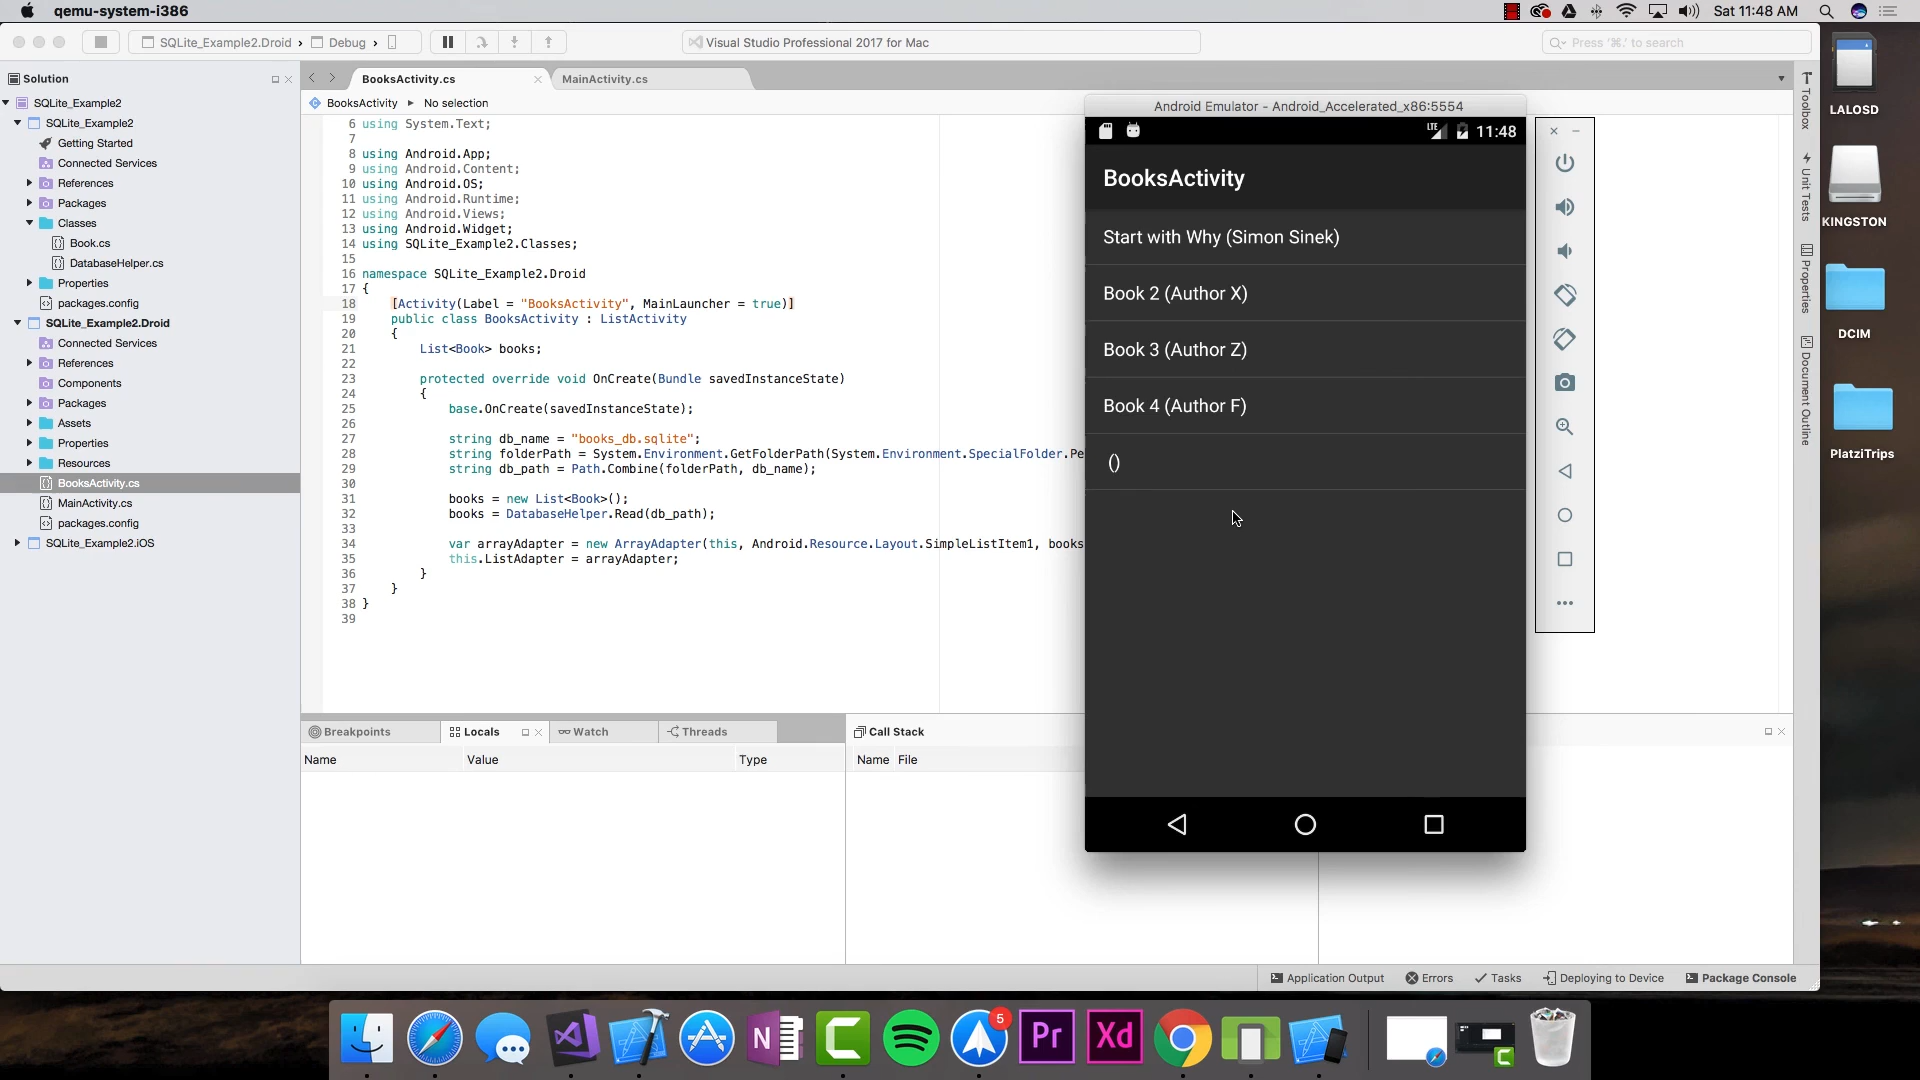 qemu-system-i386
Sat 11:48 AM
SQLite_Example2.Droid › Debug ›
Visual Studio Professional 2017 for Mac
Press '⌘.' to search
Solution
SQLite_Example2
SQLite_Example2
Getting Started
Connected Services
References
Packages
Classes
Book.cs
DatabaseHelper.cs
Properties
packages.config
SQLite_Example2.Droid
Connected Services
References
Components
Packages
Assets
Properties
Resources
BooksActivity.cs
MainActivity.cs
packages.config
SQLite_Example2.iOS
BooksActivity.cs
MainActivity.cs
BooksActivity ▸ No selection
6 using System.Text;
7
8 using Android.App;
9 using Android.Content;
10 using Android.OS;
11 using Android.Runtime;
12 using Android.Views;
13 using Android.Widget;
14 using SQLite_Example2.Classes;
15
16 namespace SQLite_Example2.Droid
17 {
18 [Activity(Label = "BooksActivity", MainLauncher = true)]
19 public class BooksActivity : ListActivity
20 {
21 List<Book> books;
22
23 protected override void OnCreate(Bundle savedInstanceState)
24 {
25 base.OnCreate(savedInstanceState);
26
27 string db_name = "books_db.sqlite";
28 string folderPath = System.Environment.GetFolderPath(System.Environment.SpecialFolder.Pe
29 string db_path = Path.Combine(folderPath, db_name);
30
31 books = new List<Book>();
32 books = DatabaseHelper.Read(db_path);
33
34 var arrayAdapter = new ArrayAdapter(this, Android.Resource.Layout.SimpleListItem1, books
35 this.ListAdapter = arrayAdapter;
36 }
37 }
38 }
39
Android Emulator - Android_Accelerated_x86:5554
LTE 11:48
BooksActivity
Start with Why (Simon Sinek)
Book 2 (Author X)
Book 3 (Author Z)
Book 4 (Author F)
()
Toolbox
Unit Tests
Properties
Document Outline
LALOSD
KINGSTON
DCIM
PlatziTrips
Breakpoints
Locals
Watch
Threads
Name Value Type
Call Stack
Name File
Application Output
Errors
Tasks
Deploying to Device
Package Console
N
5
Pr
Xd